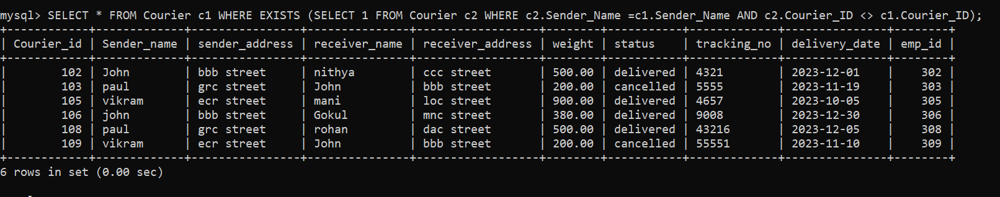 mysql> SELECT * FROM Courier c1 WHERE EXISTS (SELECT 1 FROM Courier c2 WHERE c2.Sender_Name =c1.Sender_Name AND c2.Courier_ID <> c1.Courier_ID);
+------------+-------------+----------------+---------------+------------------+--------+-----------+-------------+---------------+--------+
| Courier_id | Sender_name | sender_address | receiver_name | receiver_address | weight | status    | tracking_no | delivery_date | emp_id |
+------------+-------------+----------------+---------------+------------------+--------+-----------+-------------+---------------+--------+
|        102 | John        | bbb street     | nithya        | ccc street       | 500.00 | delivered | 4321        | 2023-12-01    |    302 |
|        103 | paul        | grc street     | John          | bbb street       | 200.00 | cancelled | 5555        | 2023-11-19    |    303 |
|        105 | vikram      | ecr street     | mani          | loc street       | 900.00 | delivered | 4657        | 2023-10-05    |    305 |
|        106 | john        | bbb street     | Gokul         | mnc street       | 380.00 | delivered | 9008        | 2023-12-30    |    306 |
|        108 | paul        | grc street     | rohan         | dac street       | 500.00 | delivered | 43216       | 2023-12-05    |    308 |
|        109 | vikram      | ecr street     | John          | bbb street       | 200.00 | cancelled | 55551       | 2023-11-10    |    309 |
+------------+-------------+----------------+---------------+------------------+--------+-----------+-------------+---------------+--------+
6 rows in set (0.00 sec)